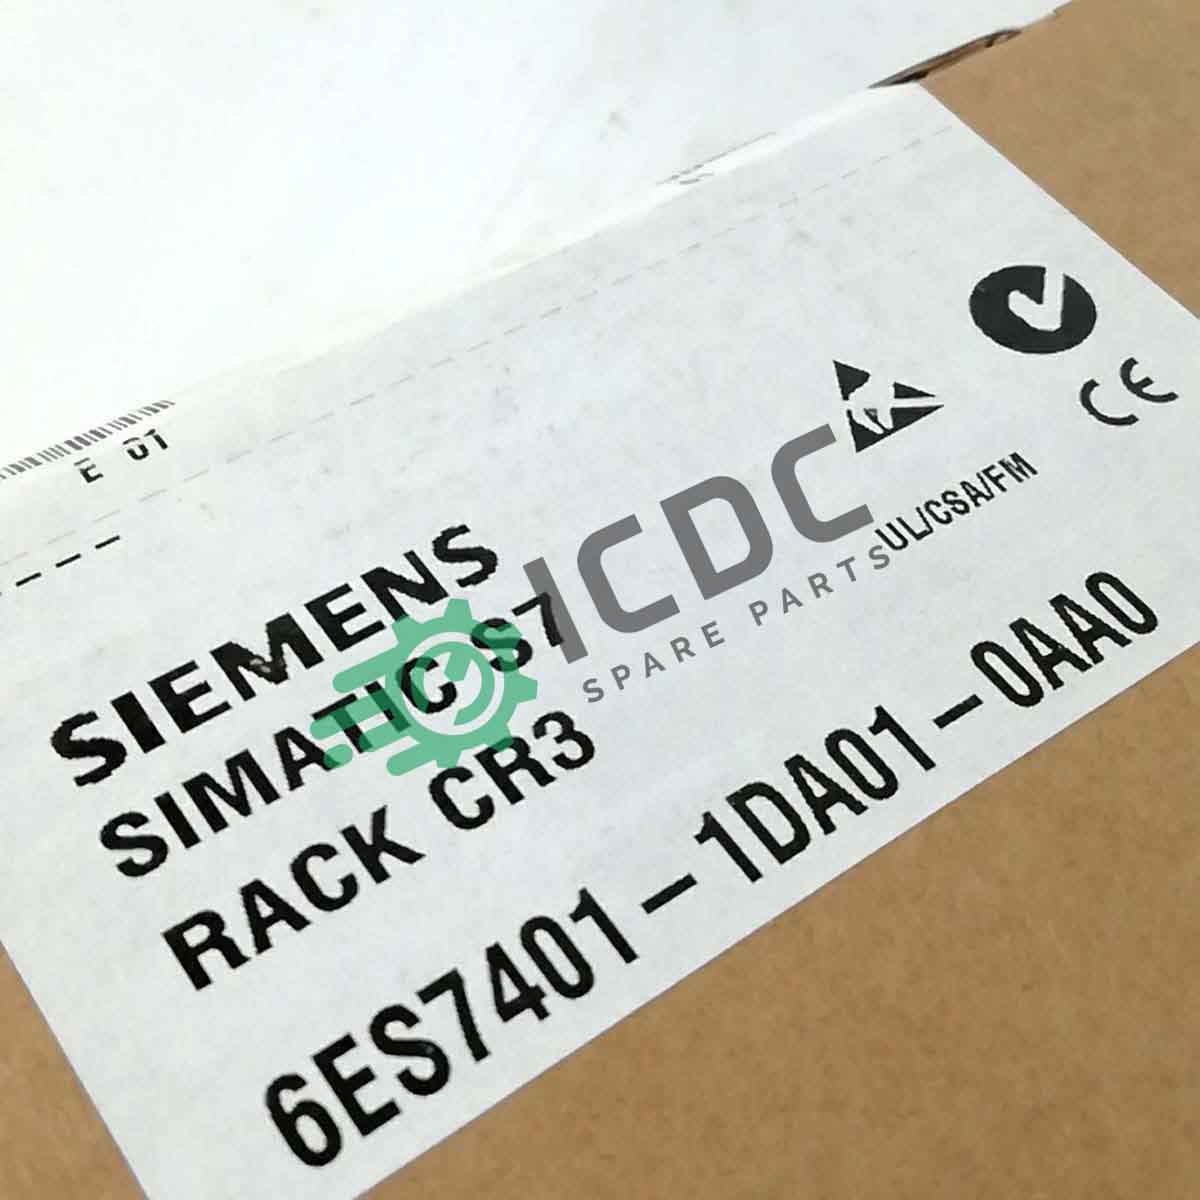 E 01
SIEMENS
SIMATIC S7
RACK CR3
6ES7401-1DA01-0AA0
UL/CSA/FM
CE
ICDC
SPARE PARTS